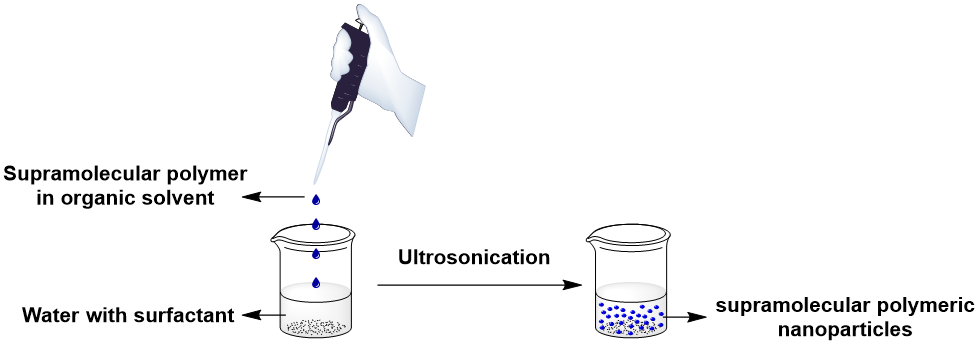 Supramolecular polymer
in organic solvent
Ultrosonication
Water with surfactant
supramolecular polymeric
nanoparticles